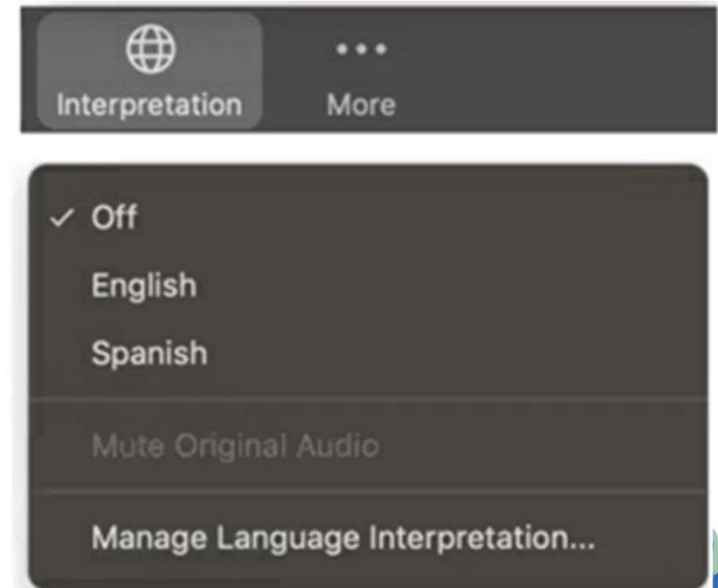 Interpretation
More
Off
English
Spanish
Mute Original Audio
Manage Language Interpretation...